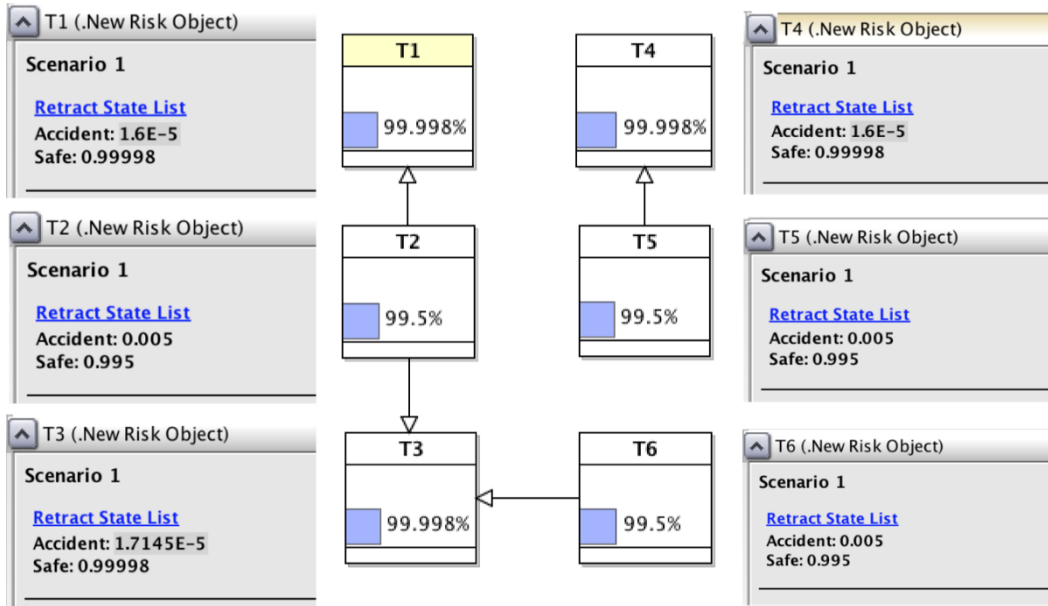 T1 (.New Risk Object)
Scenario 1
Retract State List
Accident: 1.6E-5
Safe: 0.99998
T2 (.New Risk Object)
Scenario 1
Retract State List
Accident: 0.005
Safe: 0.995
T3 (.New Risk Object)
Scenario 1
Retract State List
Accident: 1.7145E-5
Safe: 0.99998
T1
99.998%
T4
99.998%
T2
99.5%
T5
99.5%
T3
99.998%
T6
99.5%
T4 (.New Risk Object)
Scenario 1
Retract State List
Accident: 1.6E-5
Safe: 0.99998
T5 (.New Risk Object)
Scenario 1
Retract State List
Accident: 0.005
Safe: 0.995
T6 (.New Risk Object)
Scenario 1
Retract State List
Accident: 0.005
Safe: 0.995